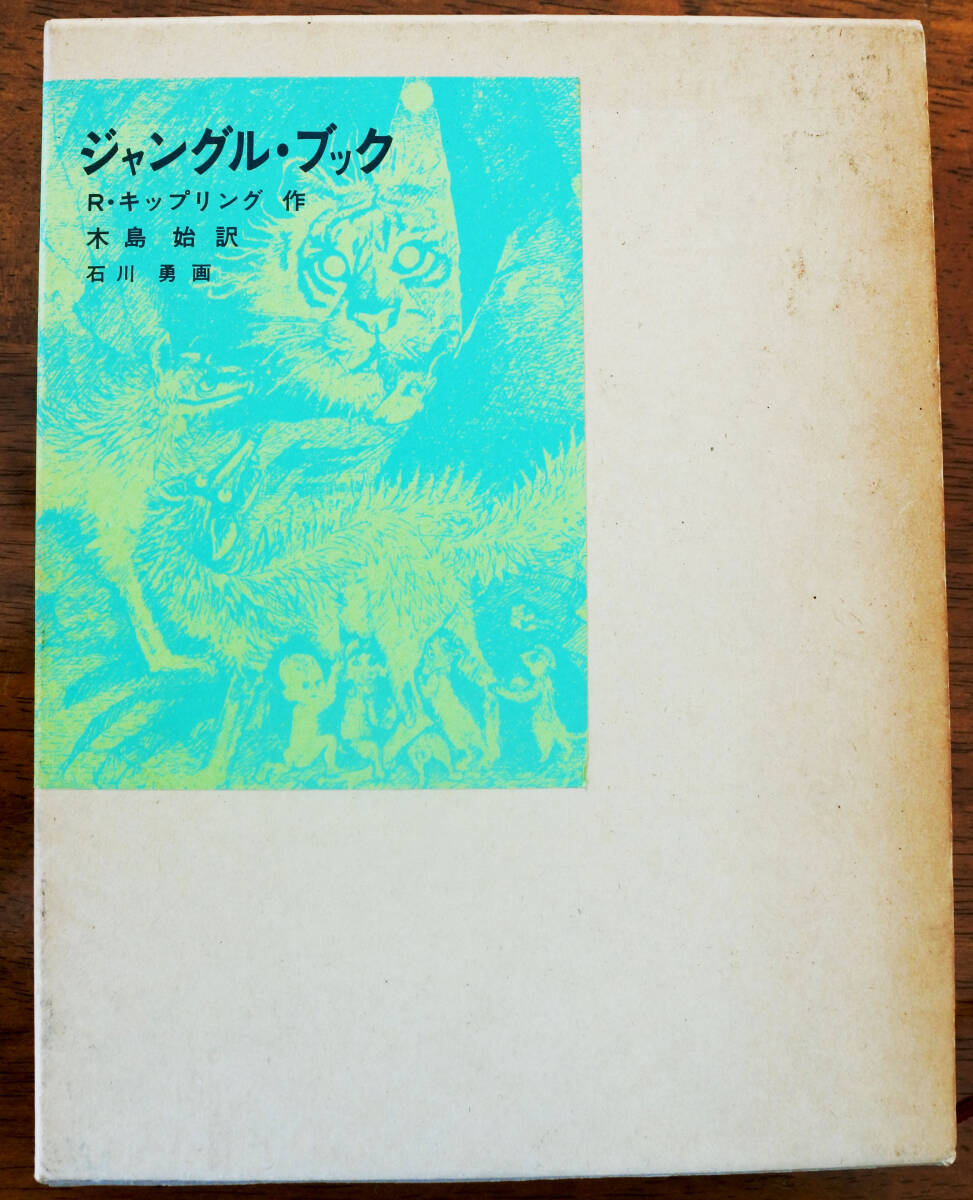 ジャングル・ブック
R・キップリング 作
木島 始 訳
石川 勇 画